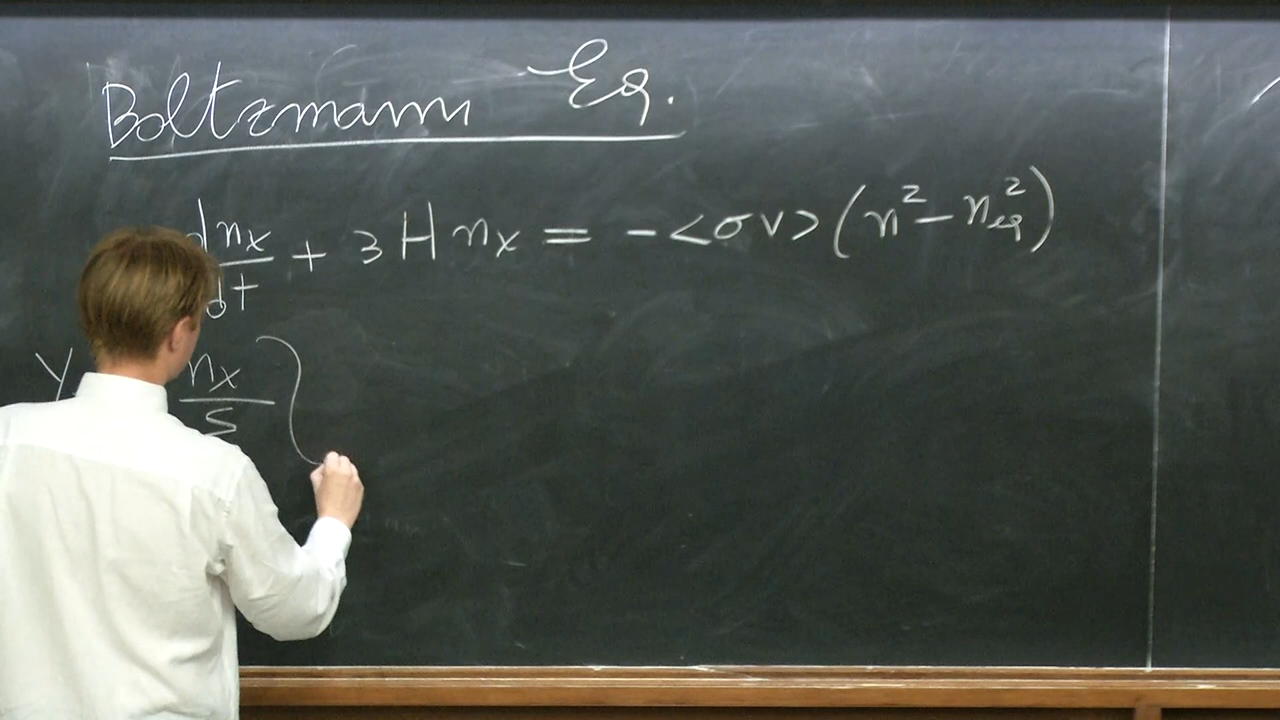 Boltzmann Eq.
dnₓ/dt + 3Hnₓ = -<σv>(n² - n²eq)
Y nₓ/s